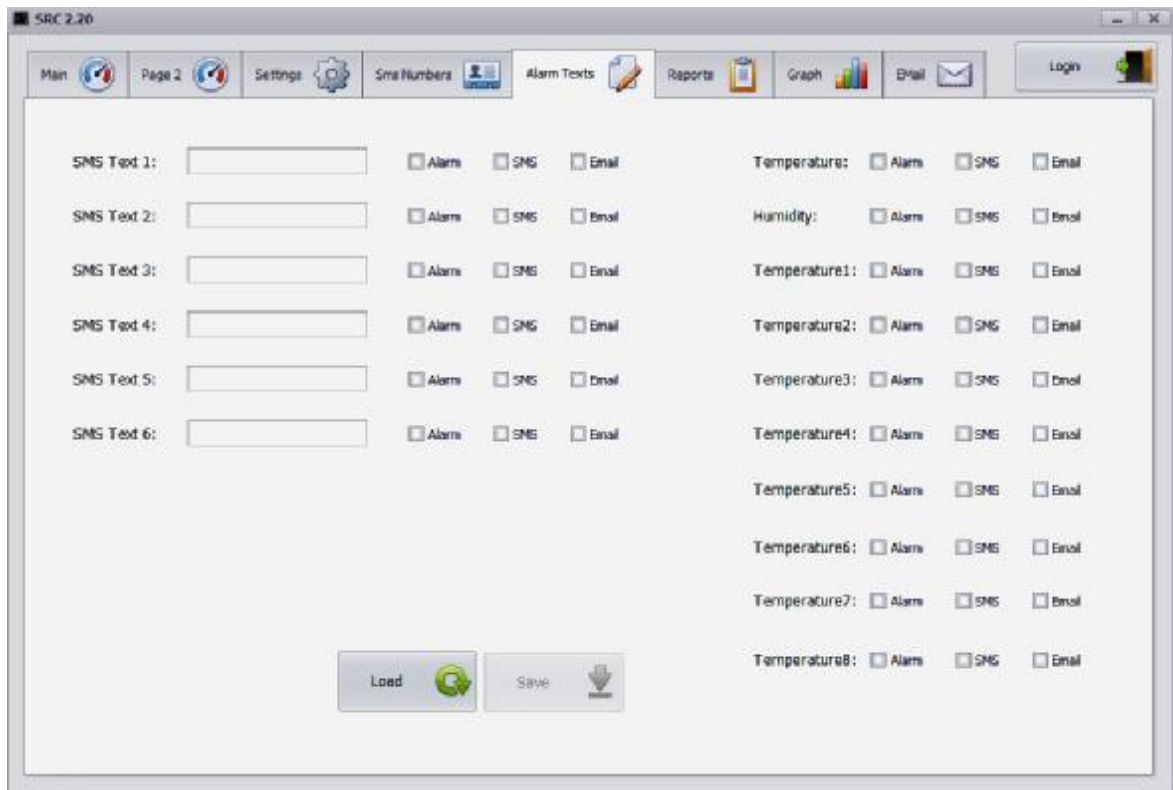 SRC 2.20
Main Page 2 Settings Sms Numbers Alarm Texts Reports Graph EMail Login
SMS Text 1: Alarm SMS Email Temperature: Alarm SMS Email
SMS Text 2: Alarm SMS Email Humidity: Alarm SMS Email
SMS Text 3: Alarm SMS Email Temperature1: Alarm SMS Email
SMS Text 4: Alarm SMS Email Temperature2: Alarm SMS Email
SMS Text 5: Alarm SMS Email Temperature3: Alarm SMS Email
SMS Text 6: Alarm SMS Email Temperature4: Alarm SMS Email
Temperature5: Alarm SMS Email
Temperature6: Alarm SMS Email
Temperature7: Alarm SMS Email
Temperature8: Alarm SMS Email
Load Save